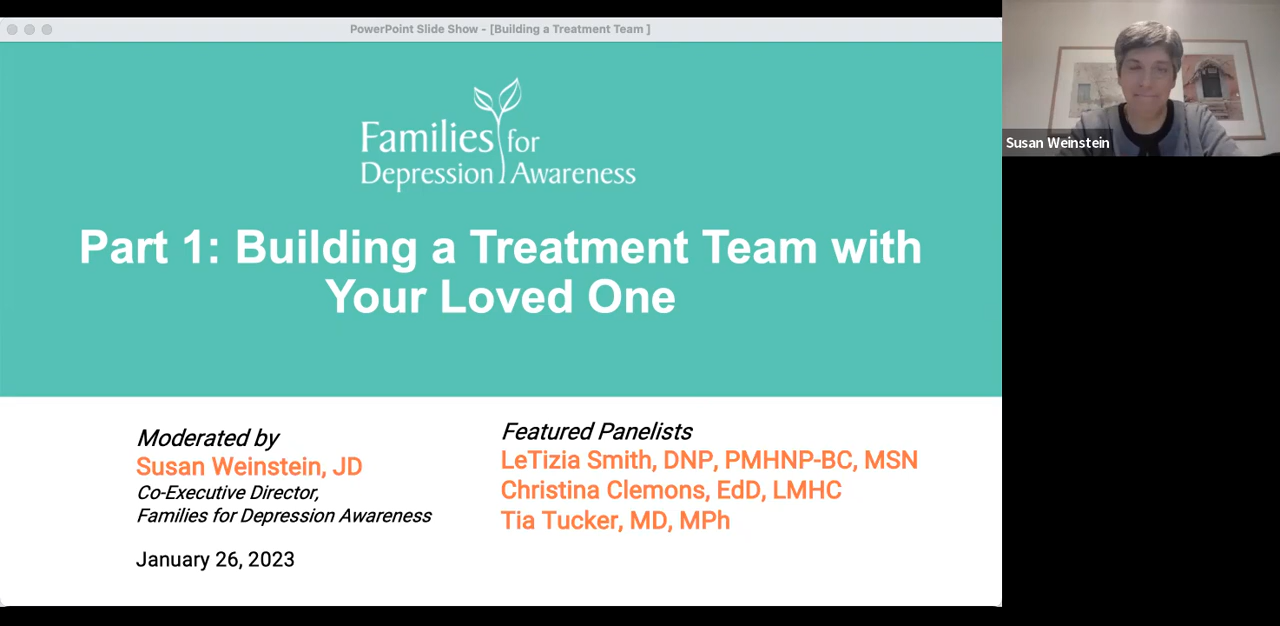 PowerPoint Slide Show - [Building a Treatment Team ]
Families for
Depression Awareness
Part 1: Building a Treatment Team with
Your Loved One
Moderated by
Susan Weinstein, JD
Co-Executive Director,
Families for Depression Awareness
January 26, 2023
Featured Panelists
LeTizia Smith, DNP, PMHNP-BC, MSN
Christina Clemons, EdD, LMHC
Tia Tucker, MD, MPh
Susan Weinstein